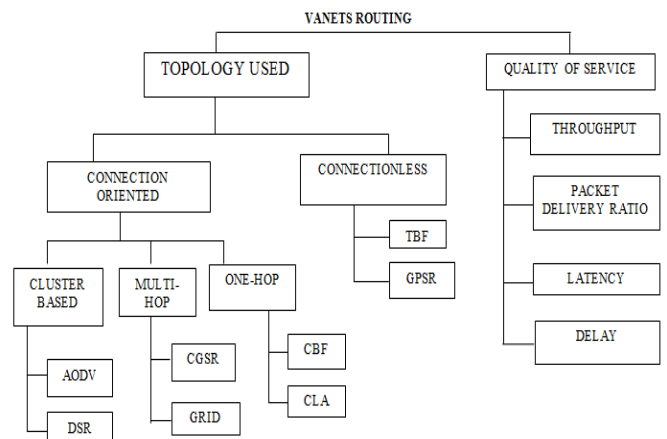 VANETS ROUTING
TOPOLOGY USED
QUALITY OF SERVICE
THROUGHPUT
CONNECTION
ORIENTED
CONNECTIONLESS
PACKET
DELIVERY RATIO
TBF
GPSR
LATENCY
CLUSTER
BASED
MULTI-
HOP
ONE-HOP
DELAY
CGSR
CBF
AODV
CLA
GRID
DSR